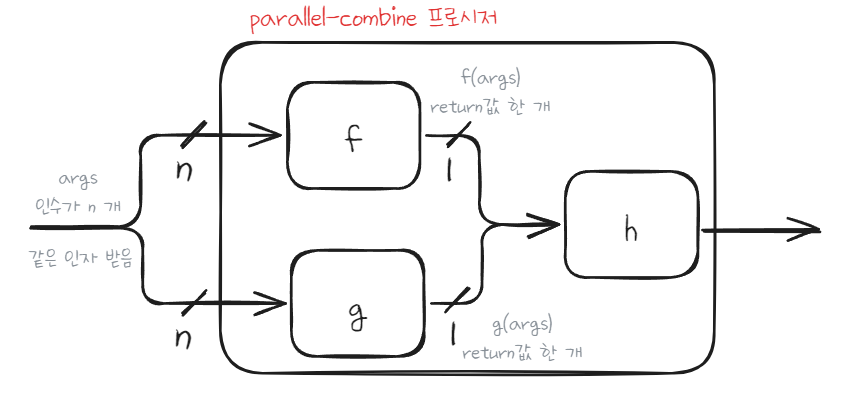 parallel-combine 프로시저
f(args)
return값 한 개
f
n
1
args
인수가 n 개
같은 인자 받음
h
g
n
1
g(args)
return값 한 개